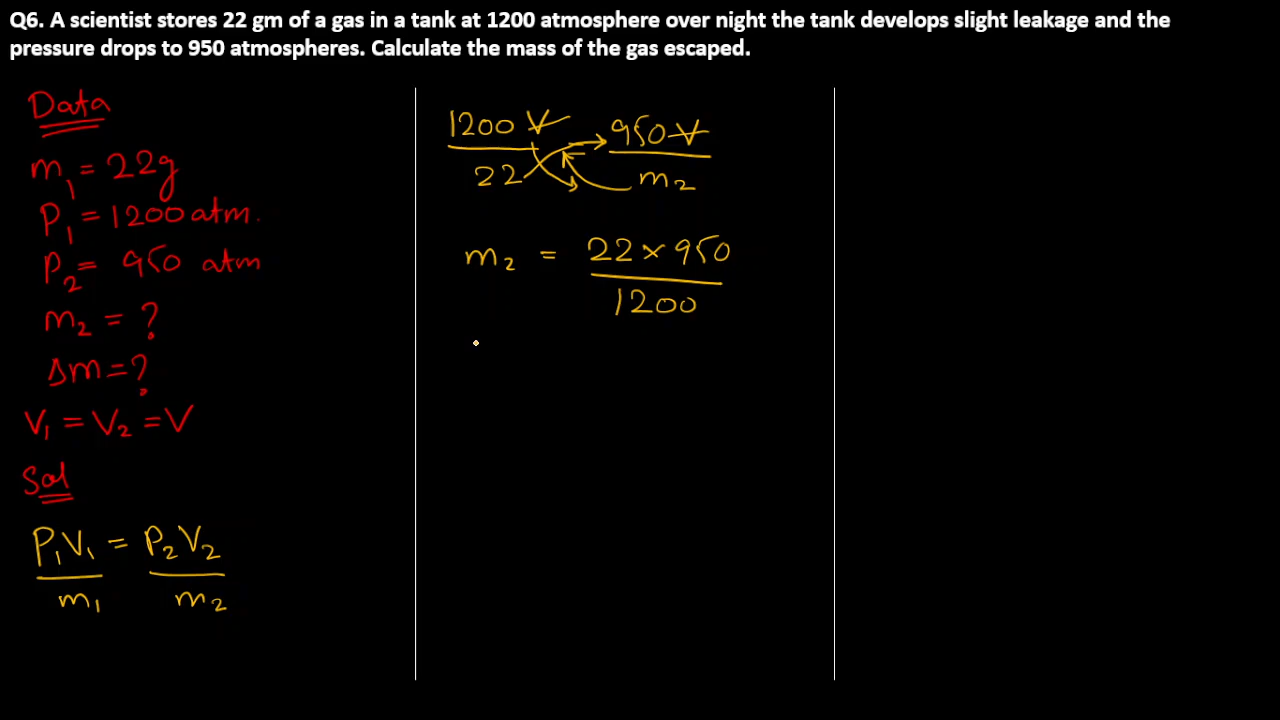 Q6. A scientist stores 22 gm of a gas in a tank at 1200 atmosphere over night the tank develops slight leakage and the
pressure drops to 950 atmospheres. Calculate the mass of the gas escaped.
Data
m₁ = 22g
P₁ = 1200 atm.
P₂ = 950 atm
m₂ = ?
Δm = ?
V₁ = V₂ = V
Sol
P₁V₁ = P₂V₂
m₁ m₂
1200 V 950 V
22 m₂
m₂ = 22 × 950
1200